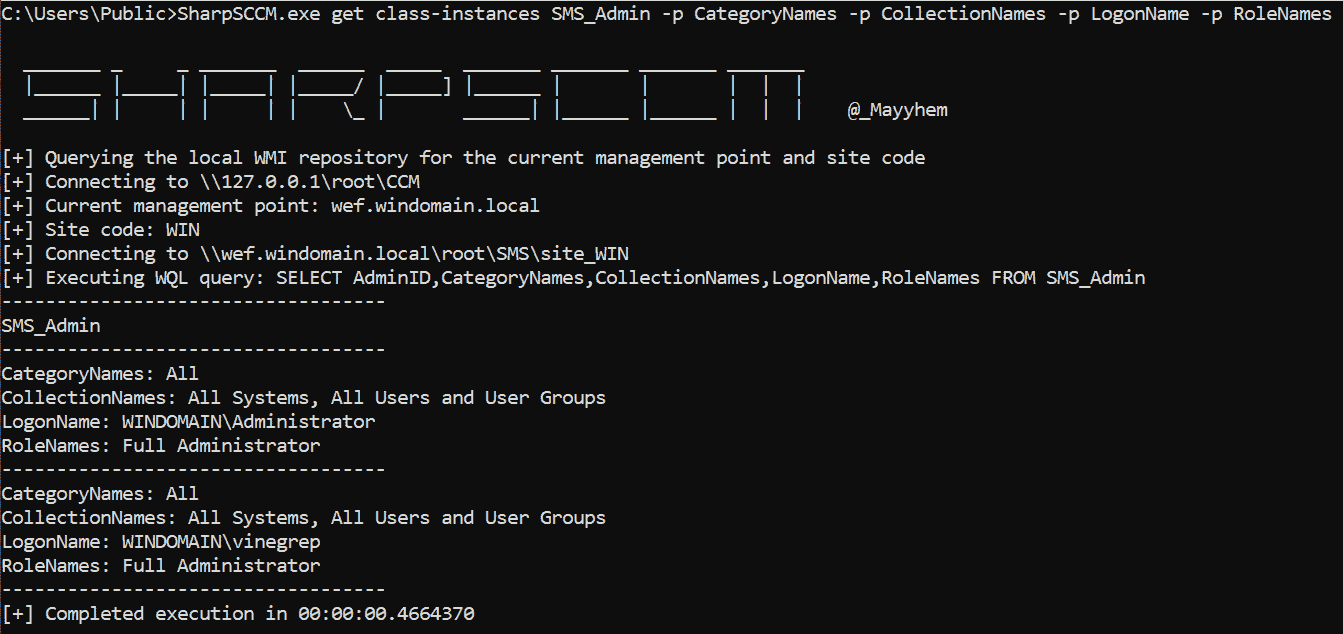 C:\Users\Public>SharpSCCM.exe get class-instances SMS_Admin -p CategoryNames -p CollectionNames -p LogonName -p RoleNames
SHARPSCCM @_Mayyhem
[+] Querying the local WMI repository for the current management point and site code
[+] Connecting to \\127.0.0.1\root\CCM
[+] Current management point: wef.windomain.local
[+] Site code: WIN
[+] Connecting to \\wef.windomain.local\root\SMS\site_WIN
[+] Executing WQL query: SELECT AdminID,CategoryNames,CollectionNames,LogonName,RoleNames FROM SMS_Admin
-----------------------------------
SMS_Admin
-----------------------------------
CategoryNames: All
CollectionNames: All Systems, All Users and User Groups
LogonName: WINDOMAIN\Administrator
RoleNames: Full Administrator
-----------------------------------
CategoryNames: All
CollectionNames: All Systems, All Users and User Groups
LogonName: WINDOMAIN\vinegrep
RoleNames: Full Administrator
-----------------------------------
[+] Completed execution in 00:00:00.4664370